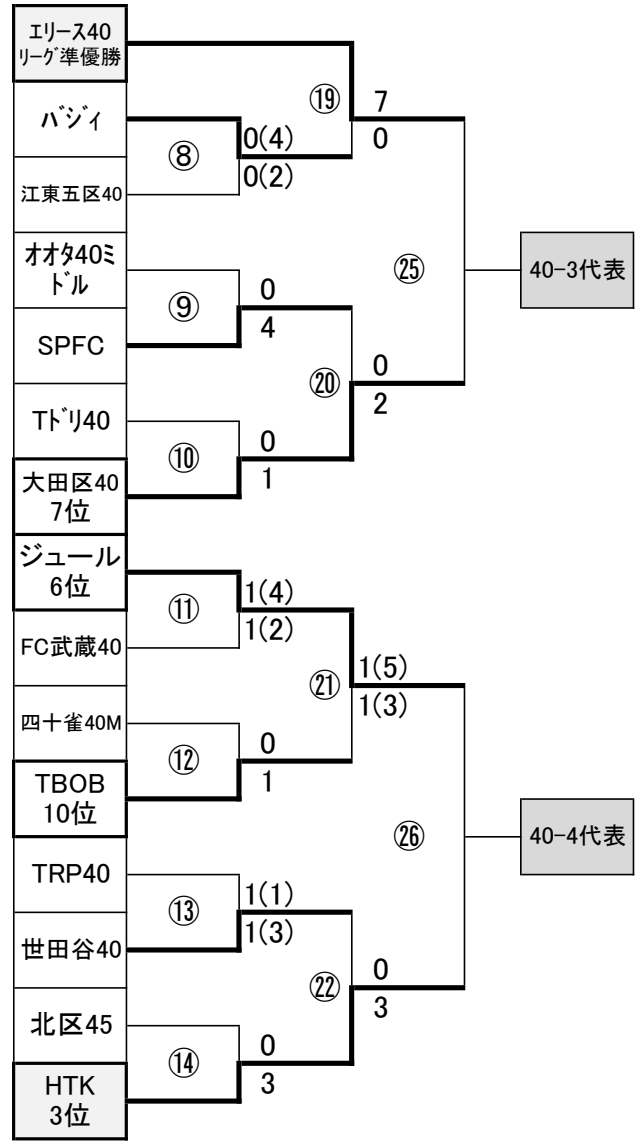 エリース40
リーグ準優勝
バジィ
江東五区40
オオタ40ミ
ドル
SPFC
Tドリ40
大田区40
7位
ジュール
6位
FC武蔵40
四十雀40M
TBOB
10位
TRP40
世田谷40
北区45
HTK
3位
⑧
0(4)
0(2)
⑨
0
4
⑩
0
1
⑪
1(4)
1(2)
⑫
0
1
⑬
1(1)
1(3)
⑭
0
3
⑲
7
0
⑳
0
2
㉑
1(5)
1(3)
㉒
0
3
㉕
㉖
40-3代表
40-4代表